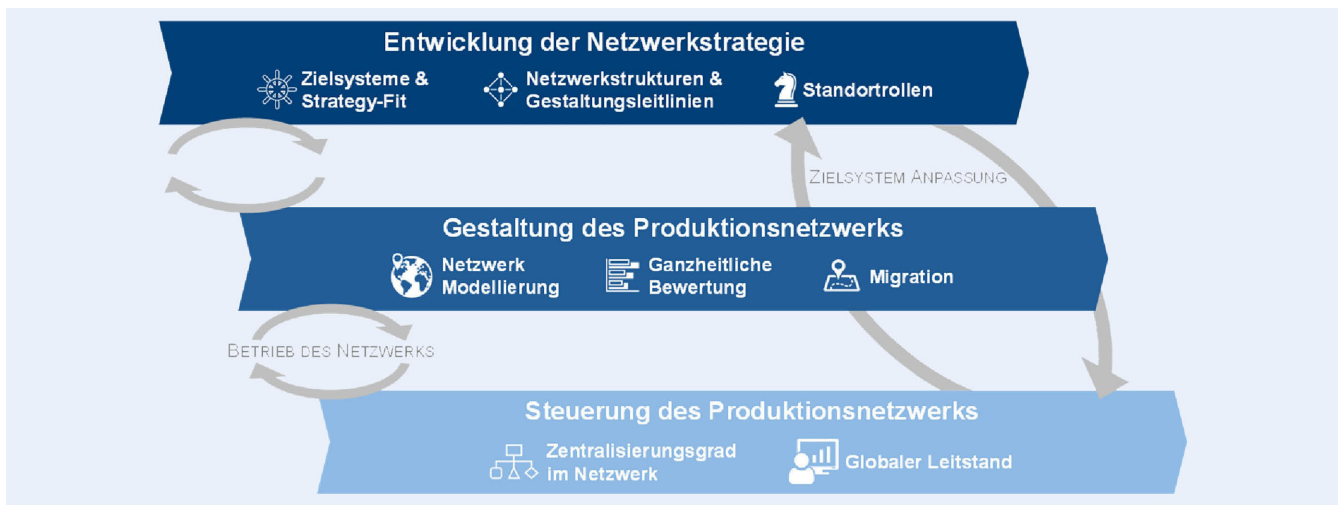 Entwicklung der Netzwerkstrategie
Zielsysteme &
Strategy-Fit
Netzwerkstrukturen &
Gestaltungsleitlinien
Standortrollen
ZIELSYSTEM ANPASSUNG
Gestaltung des Produktionsnetzwerks
Netzwerk
Modellierung
Ganzheitliche
Bewertung
Migration
BETRIEB DES NETZWERKS
Steuerung des Produktionsnetzwerks
Zentralisierungsgrad
im Netzwerk
Globaler Leitstand